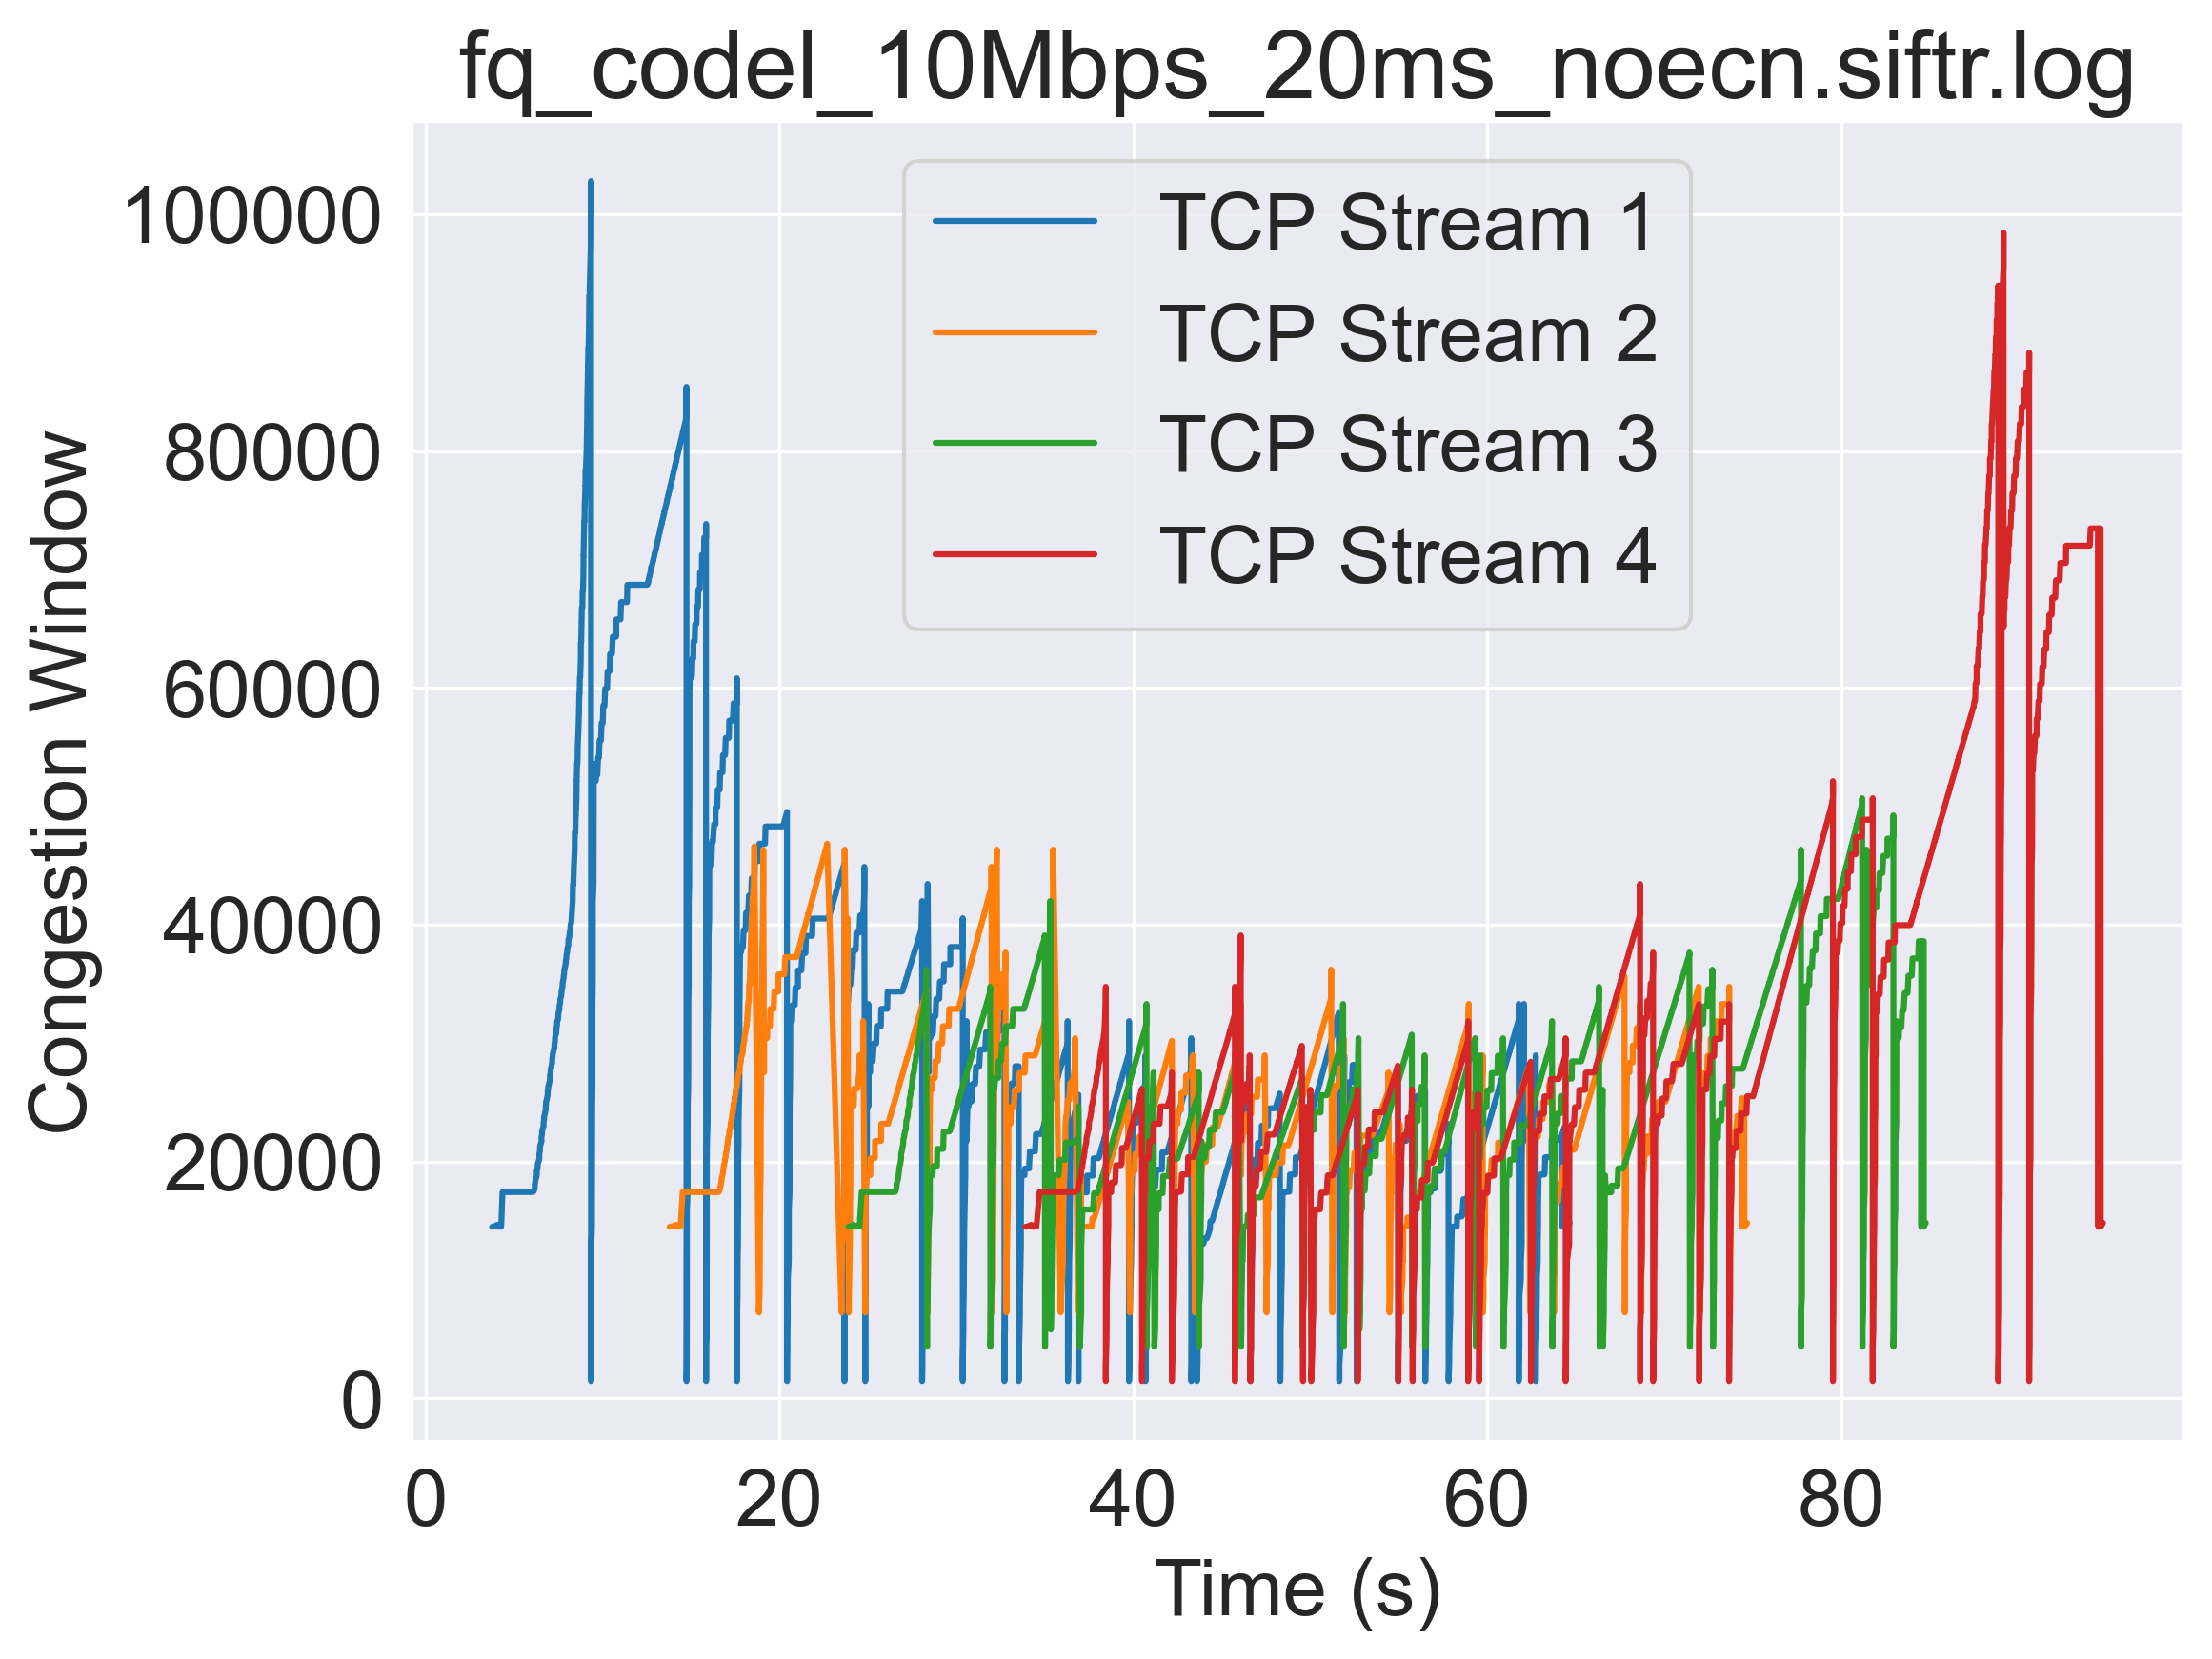 fq_codel_10Mbps_20ms_noecn.siftr.log
TCP Stream 1
TCP Stream 2
TCP Stream 3
TCP Stream 4
Congestion Window
100000
80000
60000
40000
20000
0
0 20 40 60 80
Time (s)